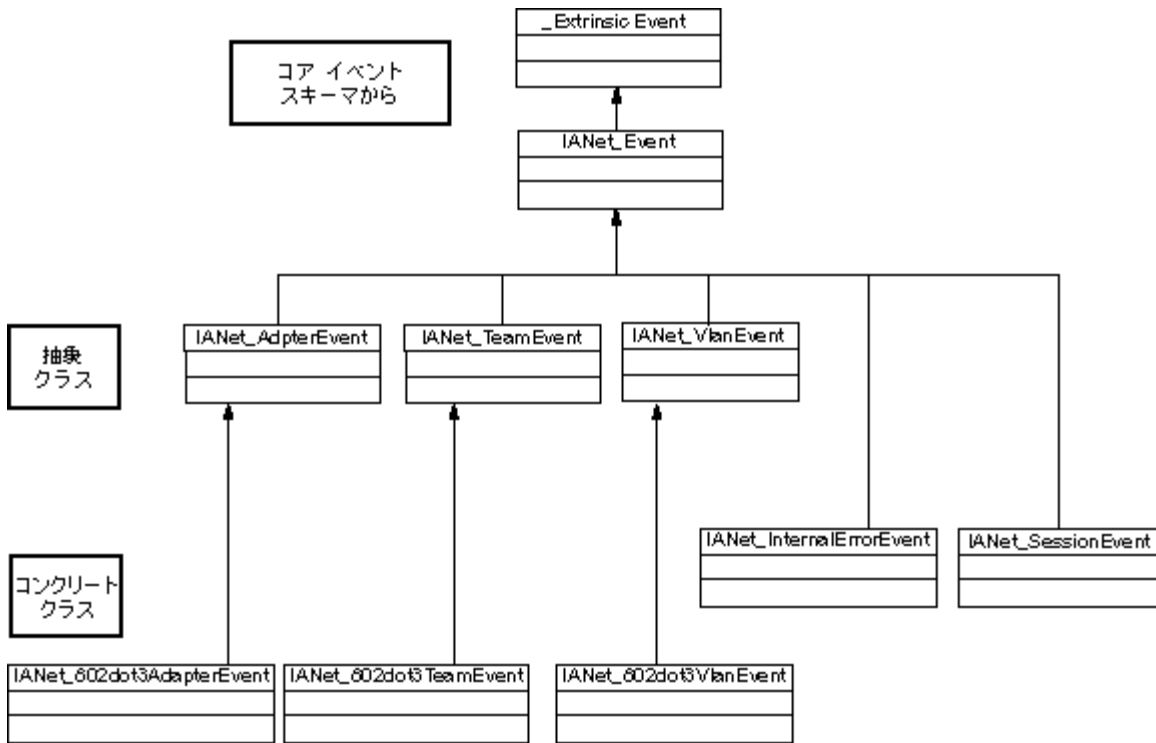 _Extrinsic Event
コア イベント
スキーマから
IANet_Event
IANet_AdpterEvent
IANet_TeamEvent
IANet_VlanEvent
抽象
クラス
IANet_InternalErrorEvent
IANet_SessionEvent
コンクリート
クラス
IANet_802dot3AdapterEvent
IANet_802dot3TeamEvent
IANet_802dot3VlanEvent